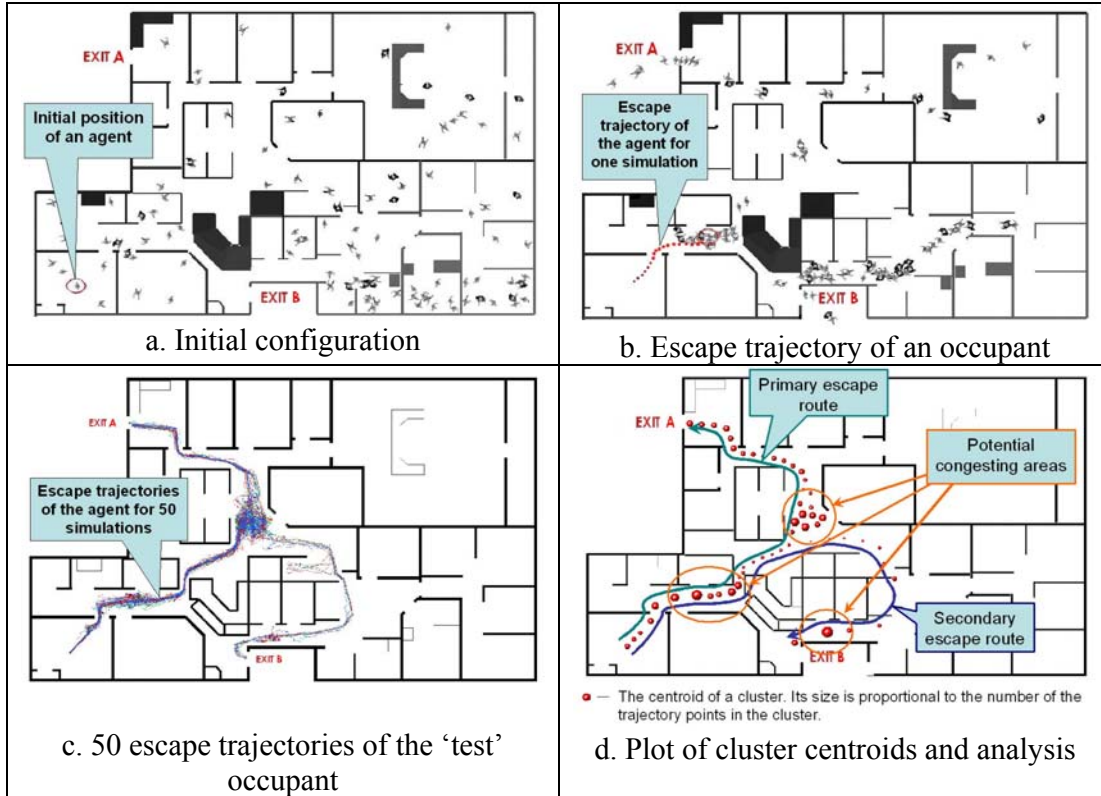 EXIT A
Initial position
of an agent
EXIT B
a. Initial configuration
EXIT A
Escape
trajectory of
the agent for
one simulation
EXIT B
b. Escape trajectory of an occupant
EXIT A
Escape trajectories
of the agent for 50
simulations
EXIT B
c. 50 escape trajectories of the ‘test’
occupant
Primary escape
route
EXIT A
Potential
congesting areas
Secondary
escape route
EXIT B
— The centroid of a cluster. Its size is proportional to the number of the
trajectory points in the cluster.
d. Plot of cluster centroids and analysis